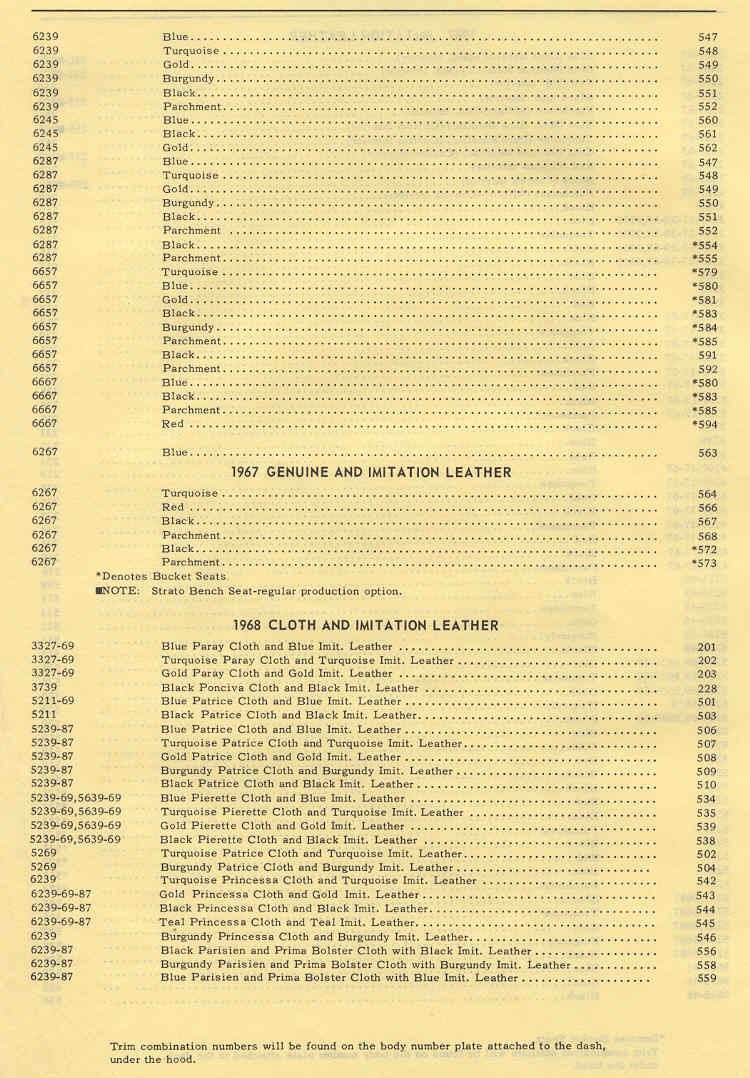 6239 Blue 547
6239 Turquoise 548
6239 Gold 549
6239 Burgundy 550
6239 Black 551
6239 Parchment 552
6245 Blue 560
6245 Black 561
6245 Gold 562
6287 Blue 547
6287 Turquoise 548
6287 Gold 549
6287 Burgundy 550
6287 Black 551
6287 Parchment 552
6287 Black *554
6287 Parchment *555
6657 Turquoise *579
6657 Blue *580
6657 Gold *581
6657 Black *583
6657 Burgundy *584
6657 Parchment *585
6657 Black 591
6657 Parchment 592
6667 Blue *580
6667 Black *583
6667 Parchment *585
6667 Red *594
6267 Blue 563
1967 GENUINE AND IMITATION LEATHER
6267 Turquoise 564
6267 Red 566
6267 Black 567
6267 Parchment 568
6267 Black *572
6267 Parchment *573
*Denotes Bucket Seats
■NOTE: Strato Bench Seat-regular production option.
1968 CLOTH AND IMITATION LEATHER
3327-69 Blue Paray Cloth and Blue Imit. Leather 201
3327-69 Turquoise Paray Cloth and Turquoise Imit. Leather 202
3327-69 Gold Paray Cloth and Gold Imit. Leather 203
3739 Black Ponciva Cloth and Black Imit. Leather 228
5211-69 Blue Patrice Cloth and Blue Imit. Leather 501
5211 Black Patrice Cloth and Black Imit. Leather 503
5239-87 Blue Patrice Cloth and Blue Imit. Leather 506
5239-87 Turquoise Patrice Cloth and Turquoise Imit. Leather 507
5239-87 Gold Patrice Cloth and Gold Imit. Leather 508
5239-87 Burgundy Patrice Cloth and Burgundy Imit. Leather 509
5239-87 Black Patrice Cloth and Black Imit. Leather 510
5239-69,5639-69 Blue Pierette Cloth and Blue Imit. Leather 534
5239-69,5639-69 Turquoise Pierette Cloth and Turquoise Imit. Leather 535
5239-69,5639-69 Gold Pierette Cloth and Gold Imit. Leather 539
5239-69,5639-69 Black Pierette Cloth and Black Imit. Leather 538
5269 Turquoise Patrice Cloth and Turquoise Imit. Leather 502
5269 Burgundy Patrice Cloth and Burgundy Imit. Leather 504
6239 Turquoise Princessa Cloth and Turquoise Imit. Leather 542
6239-69-87 Gold Princessa Cloth and Gold Imit. Leather 543
6239-69-87 Black Princessa Cloth and Black Imit. Leather 544
6239-69-87 Teal Princessa Cloth and Teal Imit. Leather 545
6239 Burgundy Princessa Cloth and Burgundy Imit. Leather 546
6239-87 Black Parisien and Prima Bolster Cloth with Black Imit. Leather 556
6239-87 Burgundy Parisien and Prima Bolster Cloth with Burgundy Imit. Leather 558
6239-87 Blue Parisien and Prima Bolster Cloth with Blue Imit. Leather 559
Trim combination numbers will be found on the body number plate attached to the dash,
under the hood.